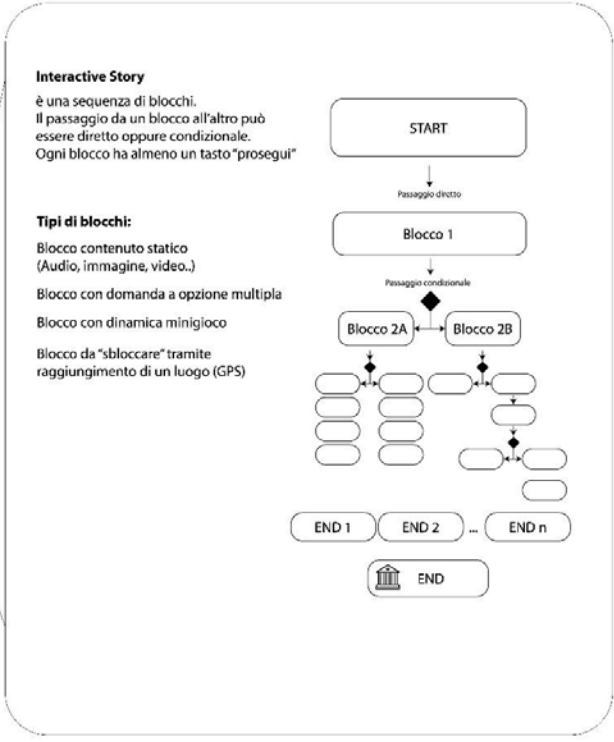 Interactive Story
è una sequenza di blocchi.
Il passaggio da un blocco all'altro può
essere diretto oppure condizionale.
Ogni blocco ha almeno un tasto "prosegui"
Tipi di blocchi:
Blocco contenuto statico
(Audio, immagine, video..)
Blocco con domanda a opzione multipla
Blocco con dinamica minigioco
Blocco da "sbloccare" tramite
raggiungimento di un luogo (GPS)
START
Passaggio diretto
Blocco 1
Passaggio condizionale
Blocco 2A
Blocco 2B
END 1
END 2
...
END n
END